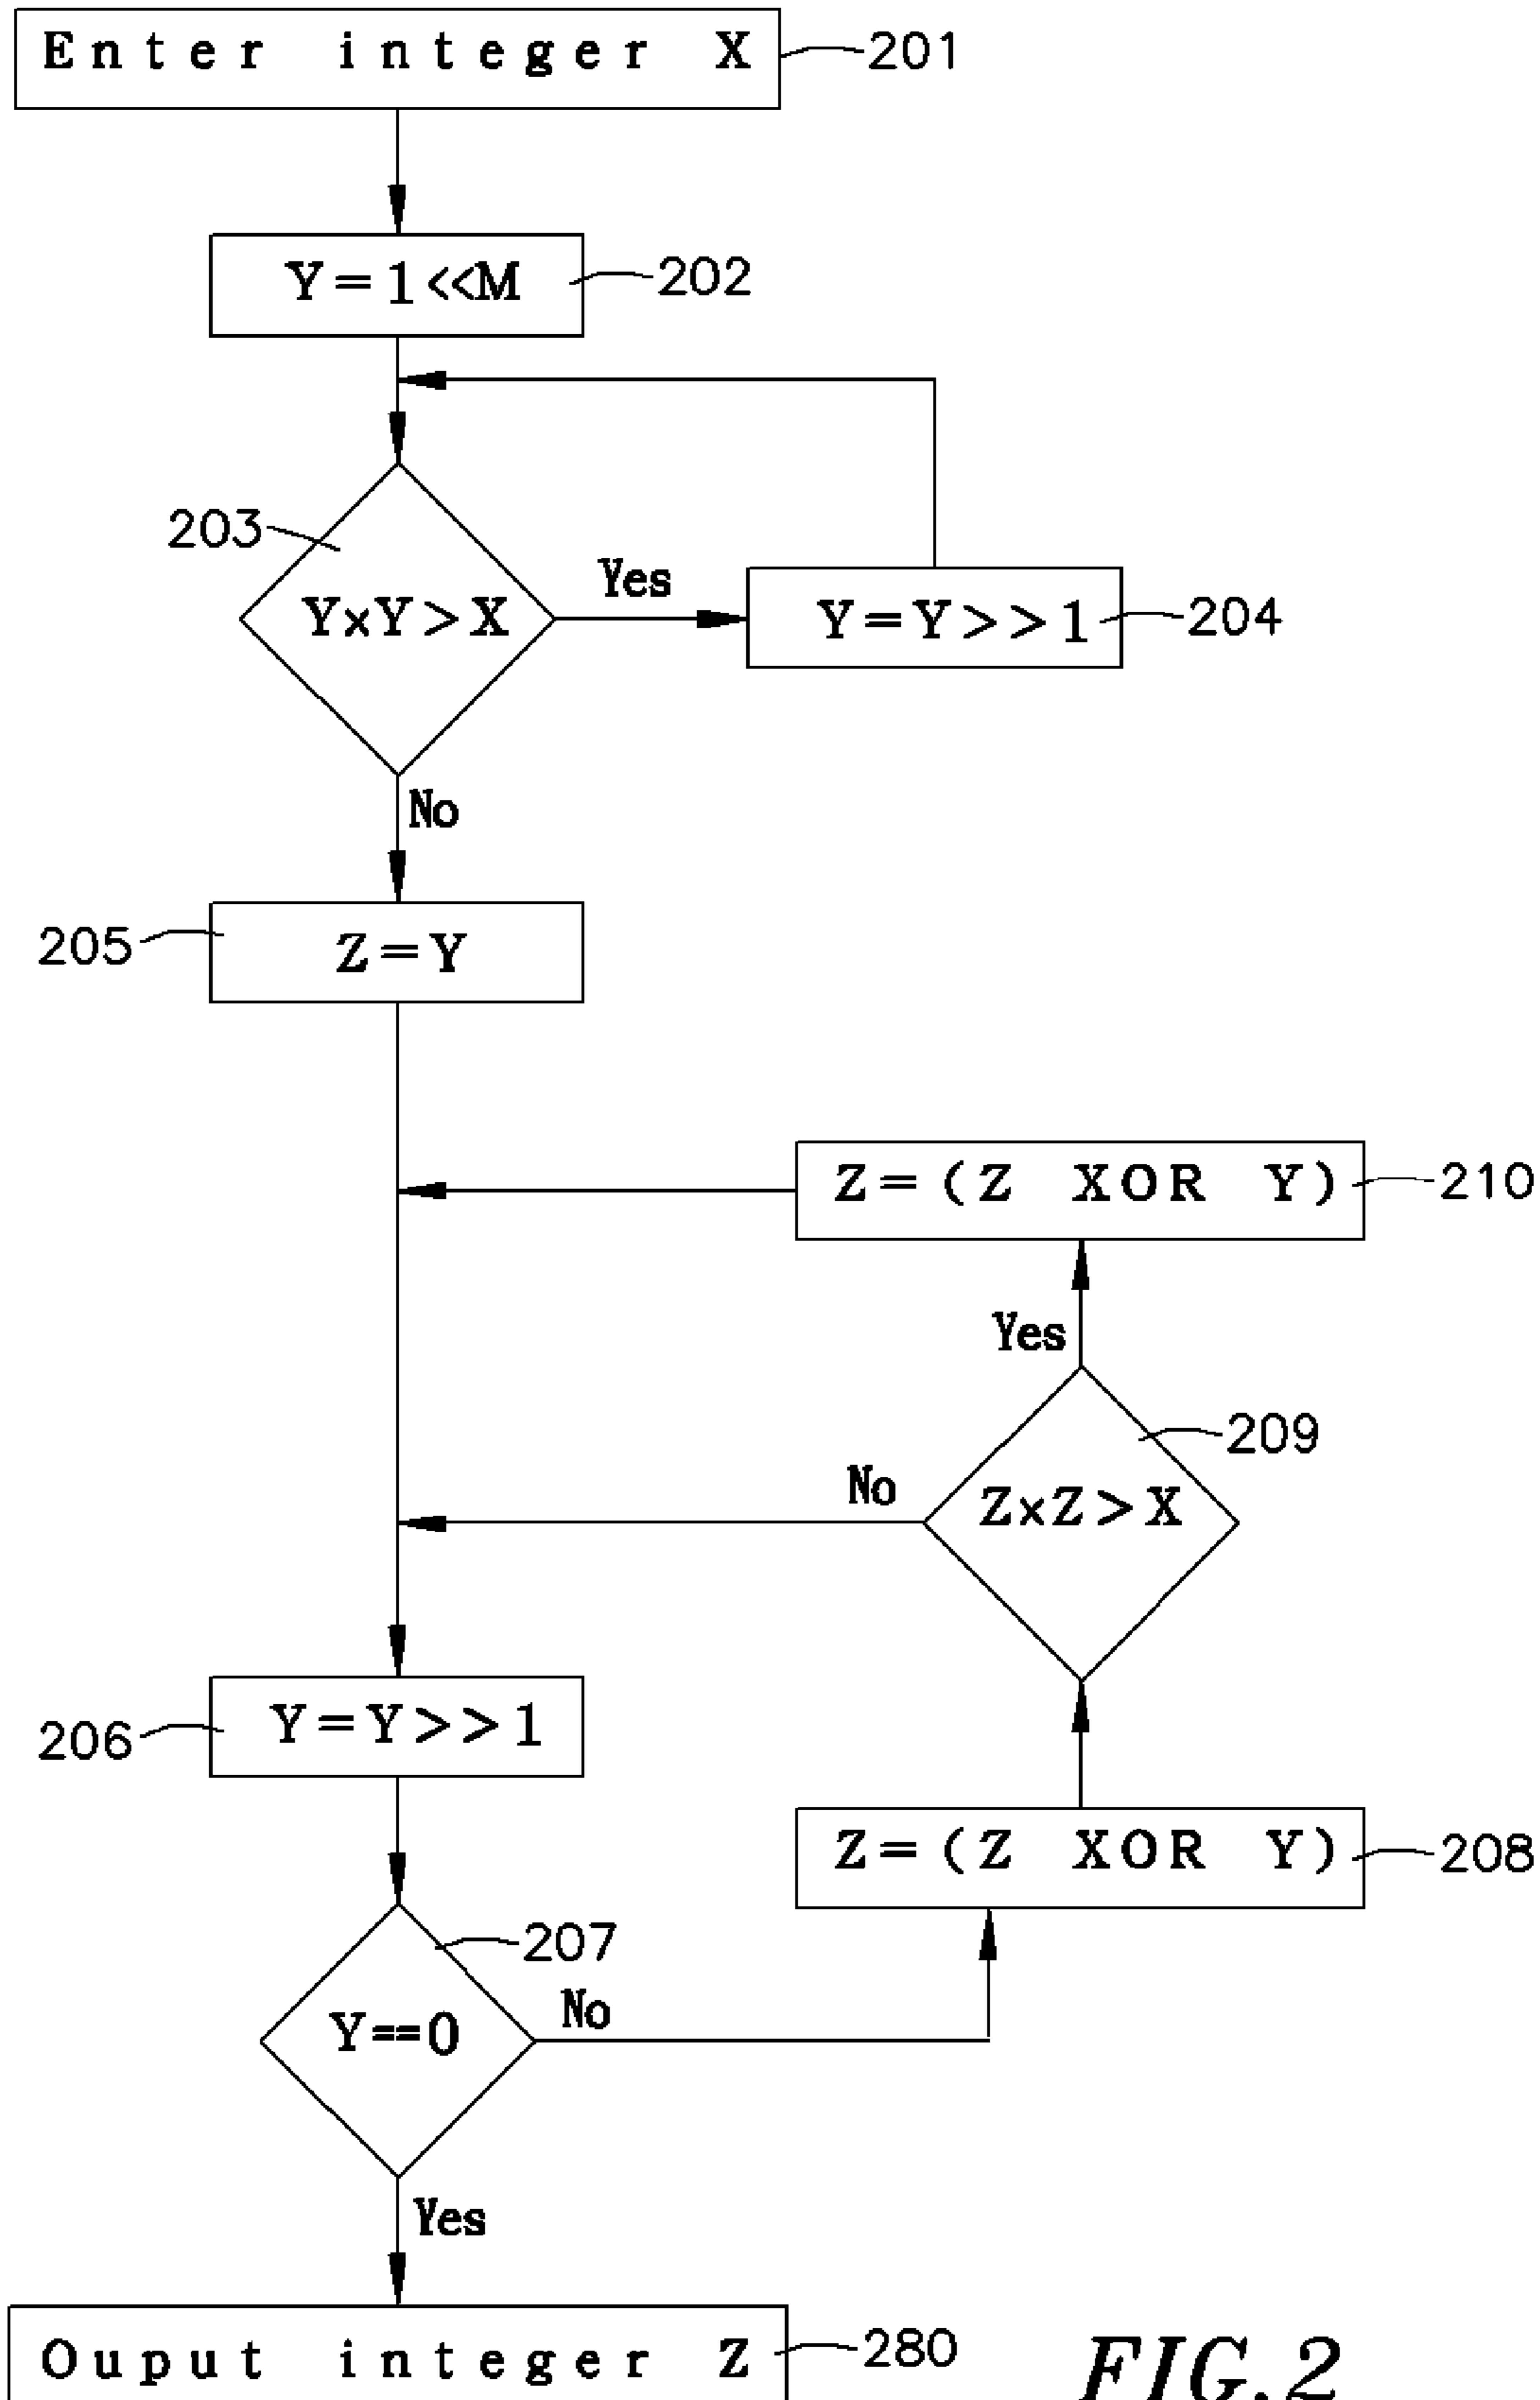 Enter integer X 201
Y=1<<M 202
203
Y×Y>X
Yes
Y=Y>>1 204
No
205 Z=Y
Z=(Z XOR Y) 210
Yes
209
No
Z×Z>X
206 Y=Y>>1
Z=(Z XOR Y) 208
207
Y==0
No
Yes
Ouput integer Z 280
FIG.2